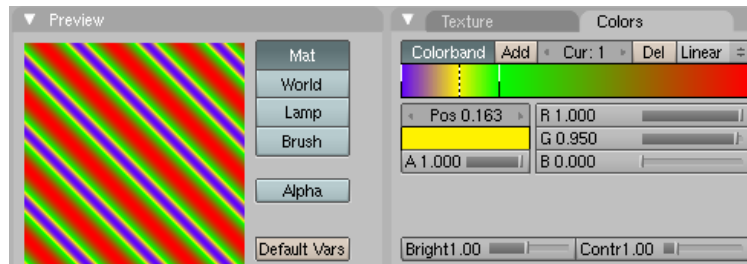 Preview
Texture Colors
Mat
World
Lamp
Brush
Alpha
Default Vars
Colorband Add Cur: 1 Del Linear
Pos 0.163 R 1.000
G 0.950
A 1.000 B 0.000
Bright1.00 Contr1.00